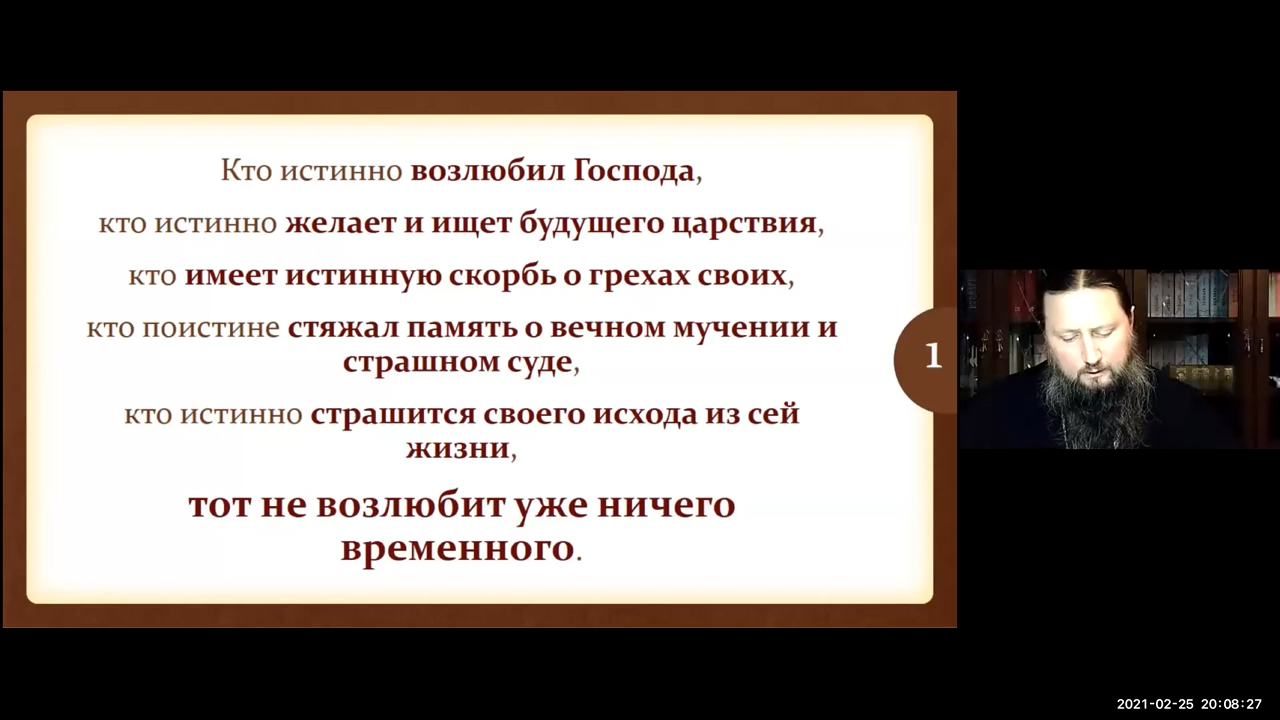 Кто истинно возлюбил Господа,
кто истинно желает и ищет будущего царствия,
кто имеет истинную скорбь о грехах своих,
кто поистине стяжал память о вечном мучении и
страшном суде,
кто истинно страшится своего исхода из сей
жизни,
тот не возлюбит уже ничего
временного.
1
2021-02-25 20:08:27